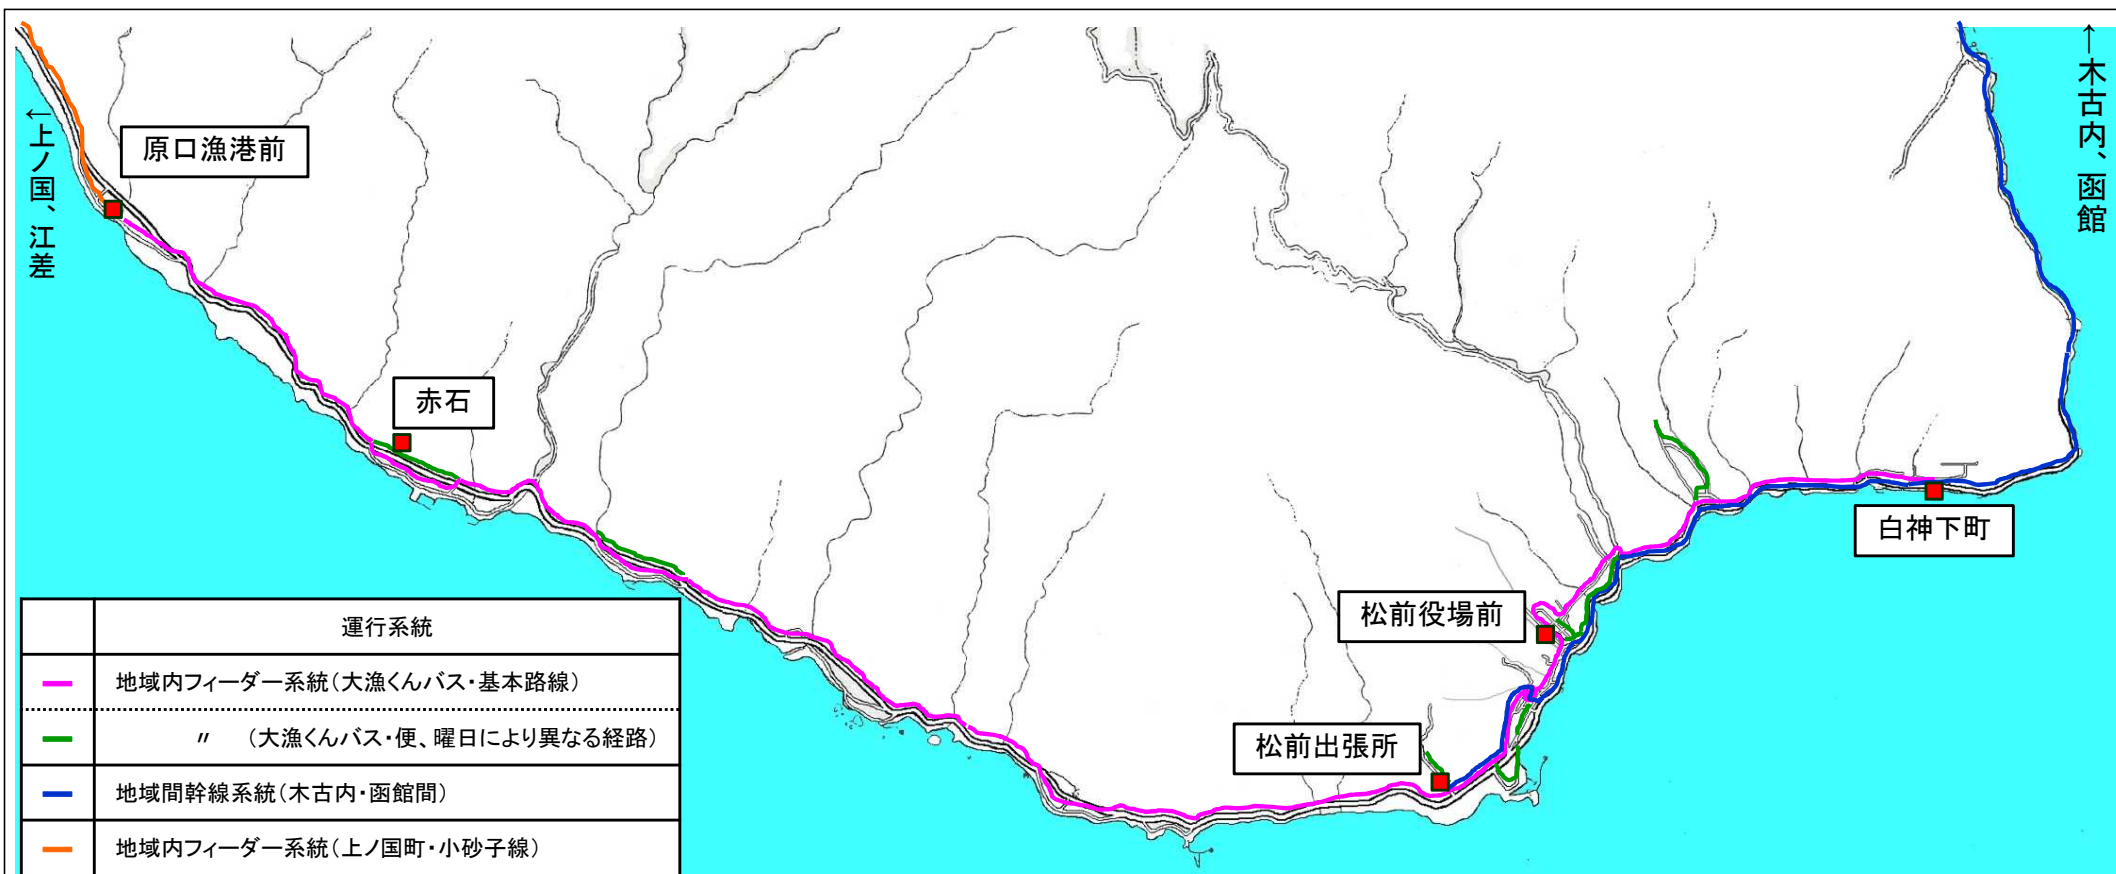 ←上ノ国、江差
原口漁港前
赤石
←木古内、函館
白神下町
松前役場前
松前出張所
運行系統
地域内フィーダー系統(大漁くんバス・基本路線)
〃 (大漁くんバス・便、曜日により異なる経路)
地域間幹線系統(木古内・函館間)
地域内フィーダー系統(上ノ国町・小砂子線)